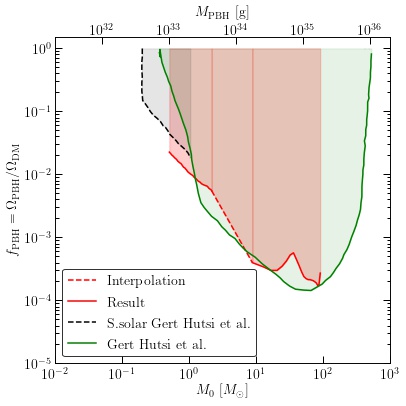 M_PBH [g]
10^32 10^33 10^34 10^35 10^36
10^0
10^-1
10^-2
10^-3
10^-4
10^-5
f_PBH = Ω_PBH/Ω_DM
Interpolation
Result
S.solar Gert Hutsi et al.
Gert Hutsi et al.
10^-2 10^-1 10^0 10^1 10^2 10^3
M_0 [M_⊙]